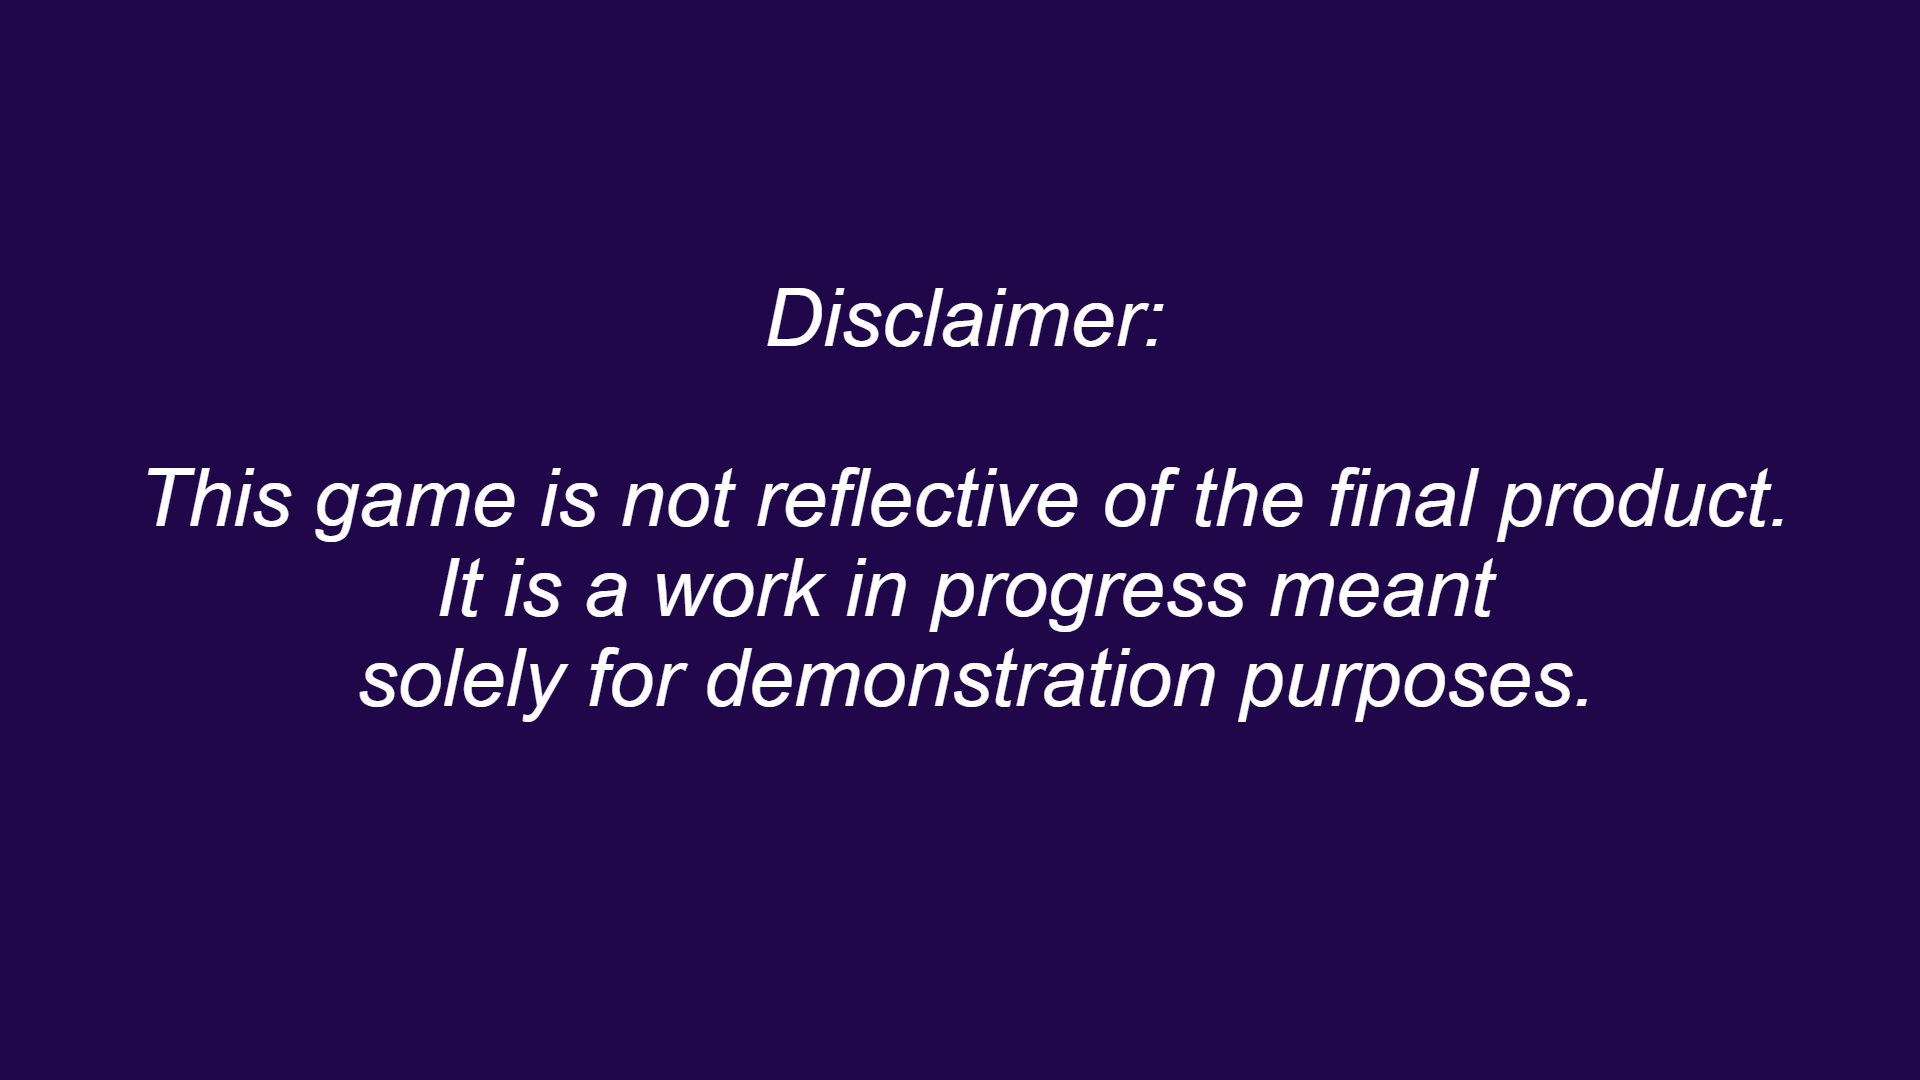 Disclaimer:
This game is not reflective of the final product.
It is a work in progress meant
solely for demonstration purposes.